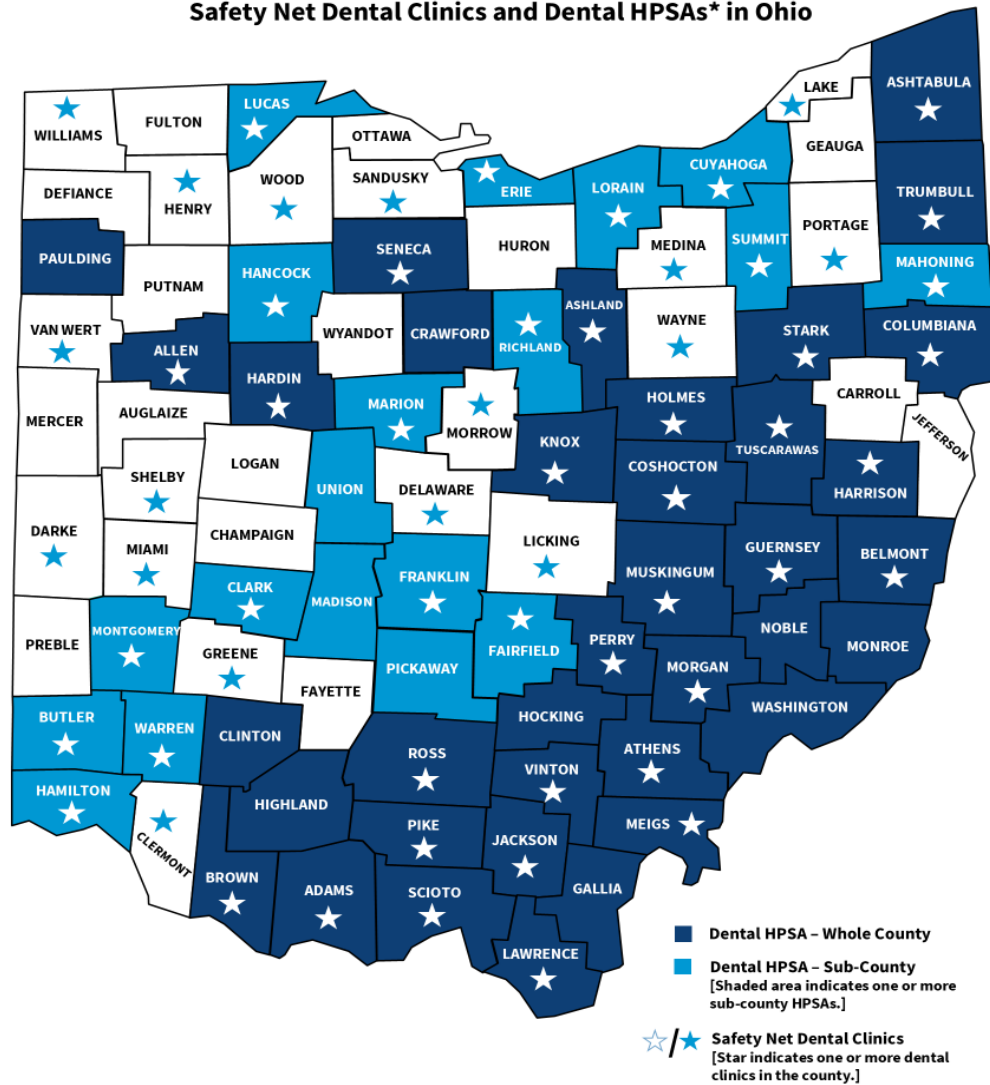 Safety Net Dental Clinics and Dental HPSAs* in Ohio
ASHTABULA
LAKE
LUCAS
WILLIAMS
FULTON
OTTAWA
GEAUGA
CUYAHOGA
DEFIANCE
HENRY
WOOD
SANDUSKY
ERIE
LORAIN
TRUMBULL
PAULDING
SENECA
HURON
MEDINA
SUMMIT
PORTAGE
MAHONING
PUTNAM
HANCOCK
VAN WERT
ALLEN
WYANDOT
CRAWFORD
RICHLAND
ASHLAND
WAYNE
STARK
COLUMBIANA
HARDIN
MERCER
AUGLAIZE
MARION
MORROW
HOLMES
CARROLL
JEFFERSON
KNOX
TUSCARAWAS
LOGAN
SHELBY
UNION
DELAWARE
COSHOCTON
HARRISON
DARKE
MIAMI
CHAMPAIGN
LICKING
GUERNSEY
BELMONT
CLARK
MADISON
FRANKLIN
MUSKINGUM
PREBLE
MONTGOMERY
GREENE
FAIRFIELD
PERRY
NOBLE
MONROE
FAYETTE
PICKAWAY
MORGAN
WASHINGTON
BUTLER
WARREN
CLINTON
HOCKING
ROSS
ATHENS
VINTON
HAMILTON
HIGHLAND
CLERMONT
PIKE
JACKSON
MEIGS
BROWN
ADAMS
SCIOTO
GALLIA
LAWRENCE
Dental HPSA – Whole County
Dental HPSA – Sub-County
[Shaded area indicates one or more
sub-county HPSAs.]
/
Safety Net Dental Clinics
[Star indicates one or more dental
clinics in the county.]